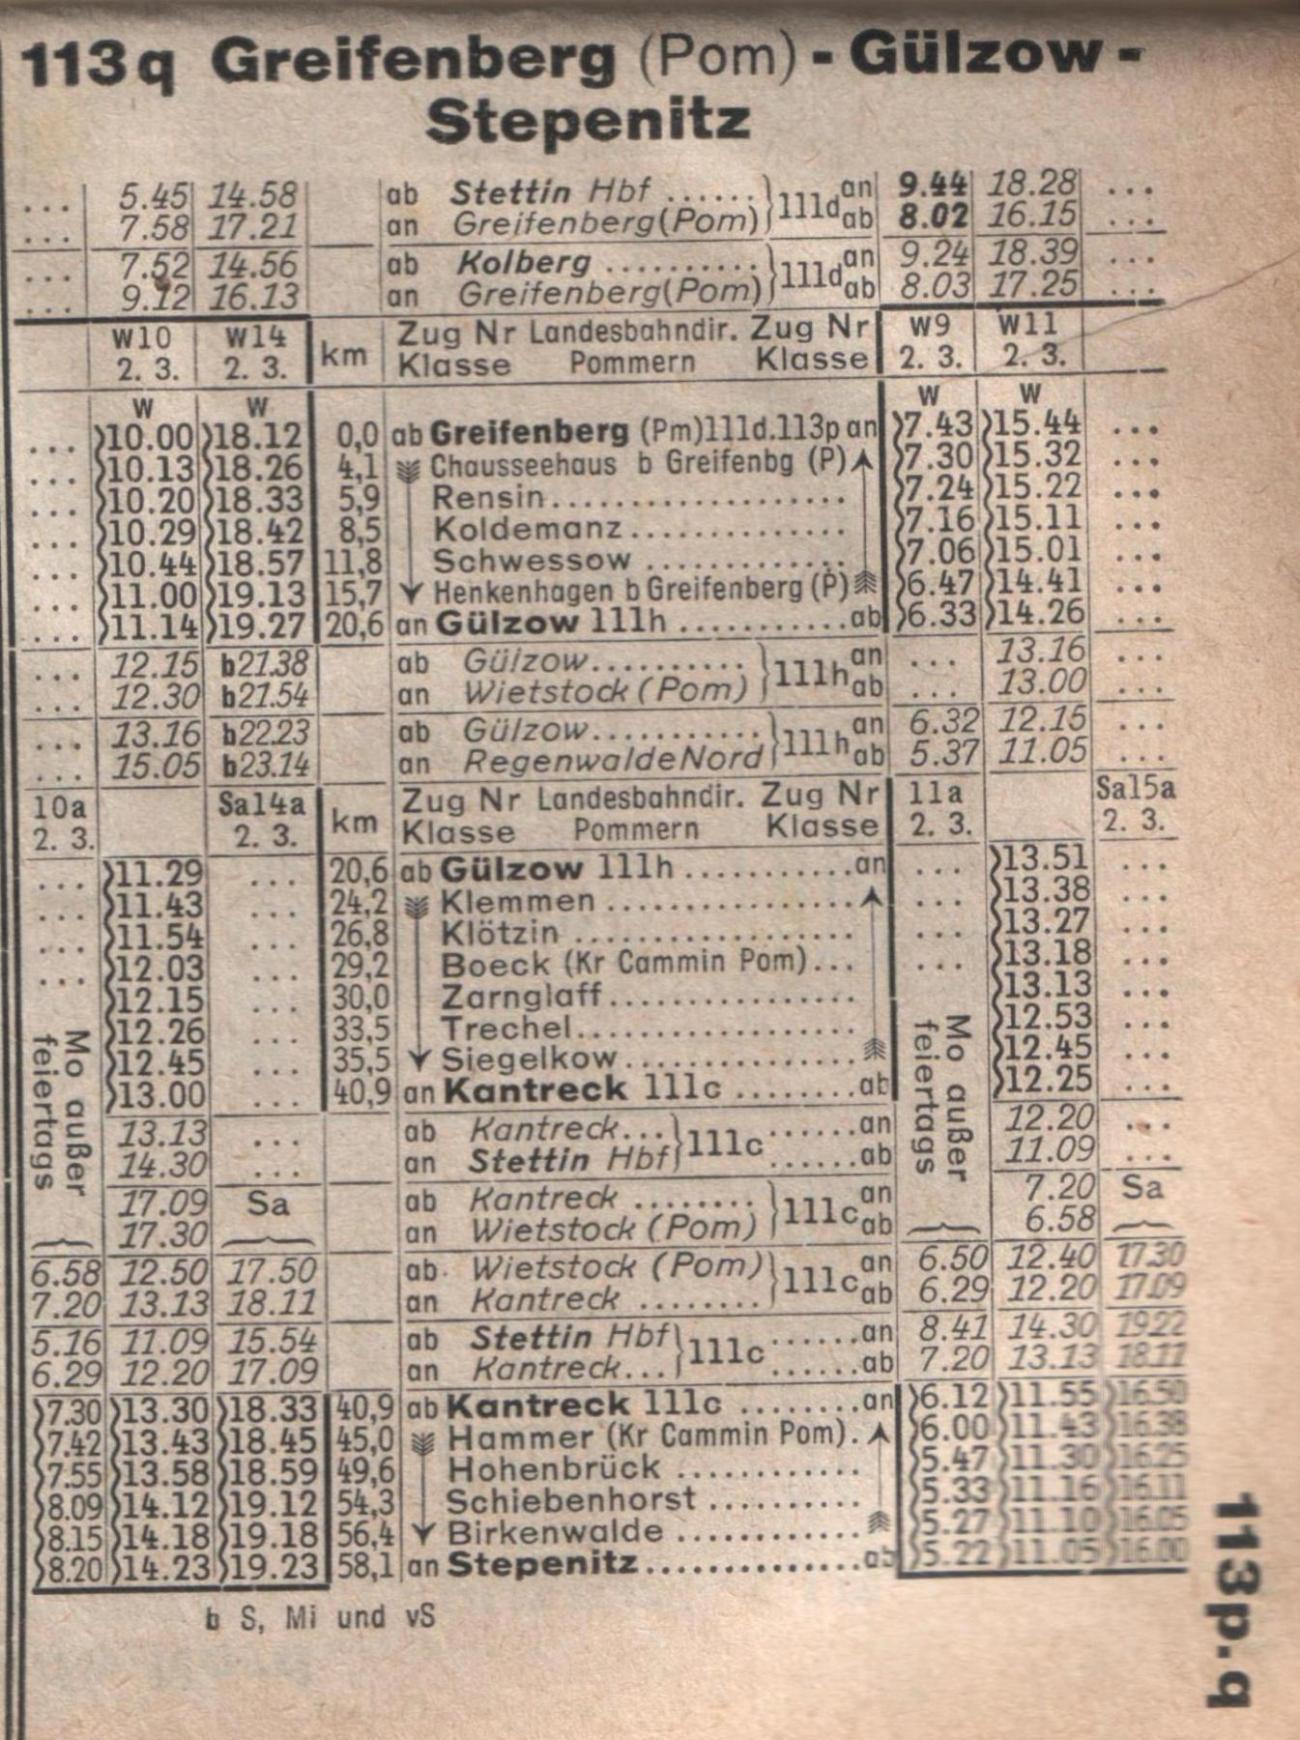 113q Greifenberg (Pom) - Gülzow -
Stepenitz
... 5.45 14.58 ab Stettin Hbf ...... 111d an 9.44 18.28 ...
... 7.58 17.21 an Greifenberg(Pom) ab 8.02 16.15 ...
... 7.52 14.56 ab Kolberg .......... 111d an 9.24 18.39 ...
... 9.12 16.13 an Greifenberg(Pom) ab 8.03 17.25 ...
W10 W14 km Zug Nr Landesbahndir. Zug Nr W9 W11
2. 3. 2. 3. Klasse Pommern Klasse 2. 3. 2. 3.
W W W W
... 10.00 18.12 0,0 ab Greifenberg (Pm)111d.113p an 7.43 15.44 ...
... 10.13 18.26 4,1 Chausseehaus b Greifenbg (P) 7.30 15.32 ...
... 10.20 18.33 5,9 Rensin................... 7.24 15.22 ...
... 10.29 18.42 8,5 Koldemanz.............. 7.16 15.11 ...
... 10.44 18.57 11,8 Schwessow ............. 7.06 15.01 ...
... 11.00 19.13 15,7 Henkenhagen b Greifenberg (P) 6.47 14.41 ...
... 11.14 19.27 20,6 an Gülzow 111h ...........ab 6.33 14.26 ...
... 12.15 b21.38 ab Gülzow.......... 111h an ... 13.16 ...
... 12.30 b21.54 an Wietstock (Pom) ab ... 13.00 ...
... 13.16 b22.23 ab Gülzow........... 111h an 6.32 12.15 ...
... 15.05 b23.14 an RegenwaldeNord ab 5.37 11.05 ...
10a Sa14a km Zug Nr Landesbahndir. Zug Nr 11a Sa15a
2. 3. 2. 3. Klasse Pommern Klasse 2. 3. 2. 3.
... 11.29 ... 20,6 ab Gülzow 111h ...........an ... 13.51 ...
... 11.43 ... 24,2 Klemmen ................ ... 13.38 ...
... 11.54 ... 26,8 Klötzin .................. ... 13.27 ...
... 12.03 ... 29,2 Boeck (Kr Cammin Pom)... ... 13.18 ...
12.15 ... 30,0 Zarnglaff................ 13.13 ...
12.26 ... 33,5 Trechel.................. 12.53 ...
12.45 ... 35,5 Siegelkow............... 12.45 ...
13.00 ... 40,9 an Kantreck 111c ........ab 12.25 ...
Mo außer
feiertags
Mo außer
feiertags
13.13 ... ab Kantreck... 111c ......an 12.20 ...
14.30 ... an Stettin Hbf ......ab 11.09 ...
17.09 Sa ab Kantreck ........ 111c an 7.20 Sa
17.30 an Wietstock (Pom) ab 6.58
6.58 12.50 17.50 ab Wietstock (Pom) 111c an 6.50 12.40 17.30
7.20 13.13 18.11 an Kantreck ........ ab 6.29 12.20 17.09
5.16 11.09 15.54 ab Stettin Hbf 111c ......an 8.41 14.30 19.22
6.29 12.20 17.09 an Kantreck... ......ab 7.20 13.13 18.11
7.30 13.30 18.33 40,9 ab Kantreck 111c ........an 6.12 11.55 16.50
7.42 13.43 18.45 45,0 Hammer (Kr Cammin Pom). 6.00 11.43 16.38
7.55 13.58 18.59 49,6 Hohenbrück ............ 5.47 11.30 16.25
8.09 14.12 19.12 54,3 Schiebenhorst .......... 5.33 11.16 16.11
8.15 14.18 19.18 56,4 Birkenwalde ............ 5.27 11.10 16.05
8.20 14.23 19.23 58,1 an Stepenitz..............ab 5.22 11.05 16.00
b S, Mi und vS
113p.q